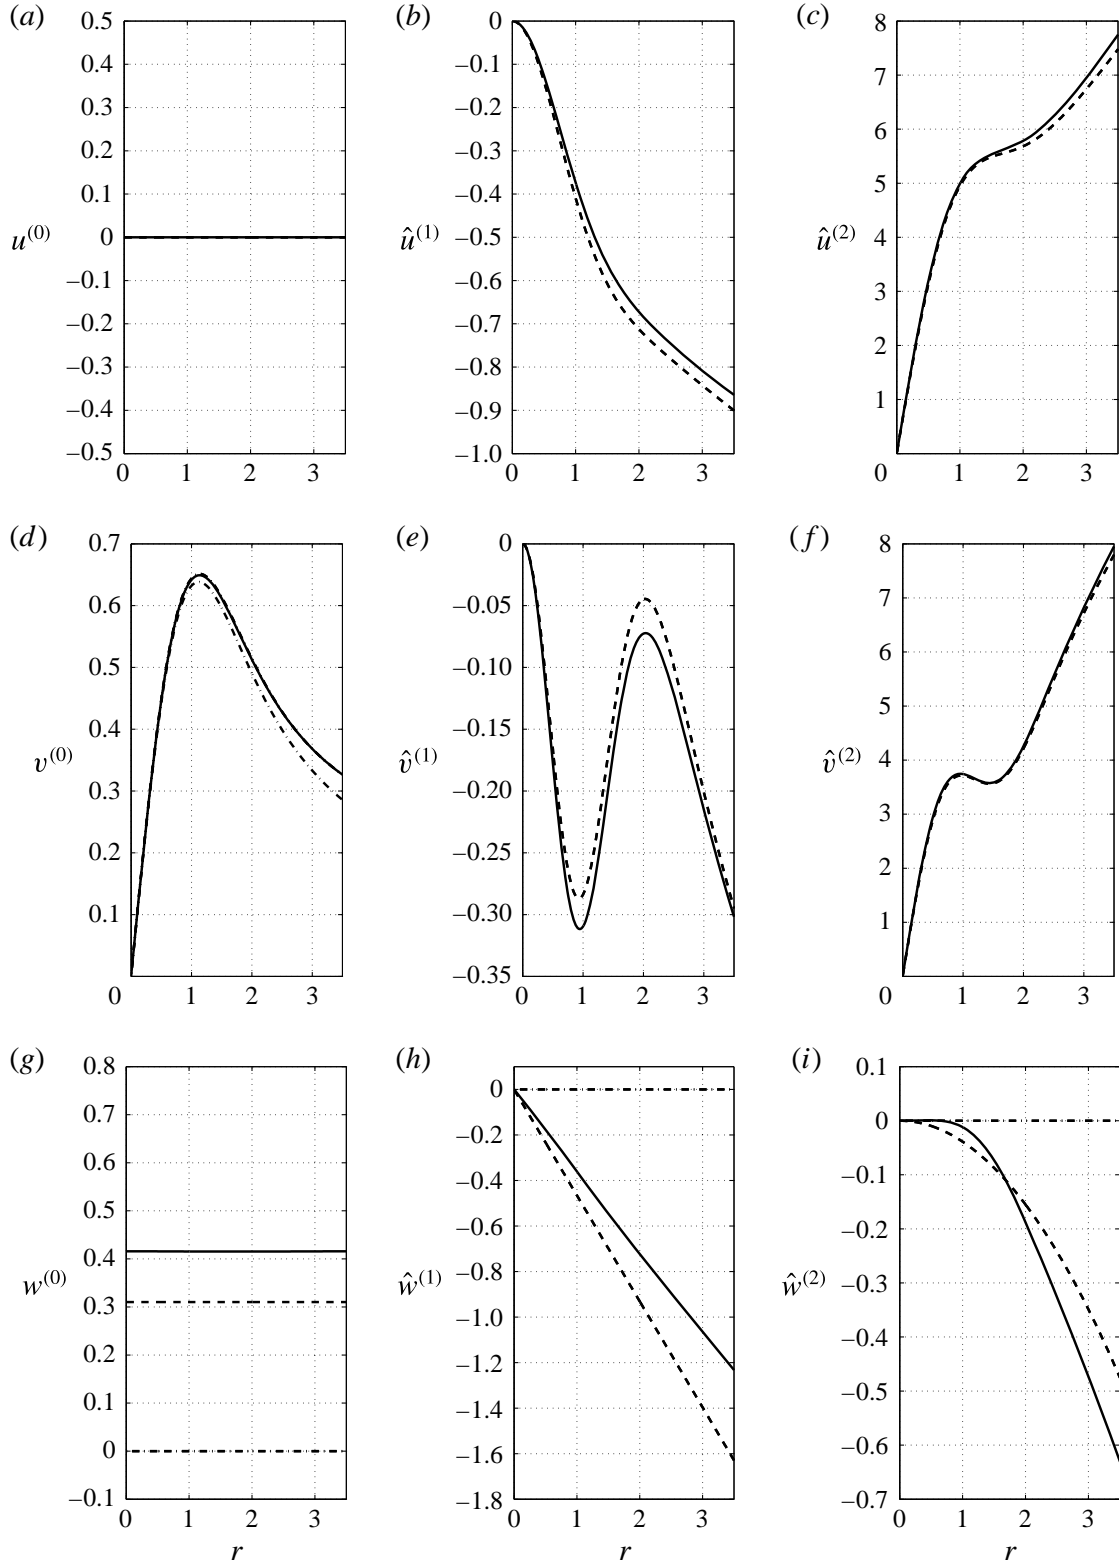 (a)
0.5
0.4
0.3
0.2
0.1
0
−0.1
−0.2
−0.3
−0.4
−0.5
u(0)
0 1 2 3
(b)
0
−0.1
−0.2
−0.3
−0.4
−0.5
−0.6
−0.7
−0.8
−0.9
−1.0
û(1)
0 1 2 3
(c)
8
7
6
5
4
3
2
1
û(2)
0 1 2 3
(d)
0.7
0.6
0.5
0.4
0.3
0.2
0.1
v(0)
0 1 2 3
(e)
0
−0.05
−0.10
−0.15
−0.20
−0.25
−0.30
−0.35
v̂(1)
0 1 2 3
(f)
8
7
6
5
4
3
2
1
v̂(2)
0 1 2 3
(g)
0.8
0.7
0.6
0.5
0.4
0.3
0.2
0.1
0
−0.1
w(0)
0 1 2 3
r
(h)
0
−0.2
−0.4
−0.6
−0.8
−1.0
−1.2
−1.4
−1.6
−1.8
ŵ(1)
0 1 2 3
r
(i)
0.1
0
−0.1
−0.2
−0.3
−0.4
−0.5
−0.6
−0.7
ŵ(2)
0 1 2 3
r